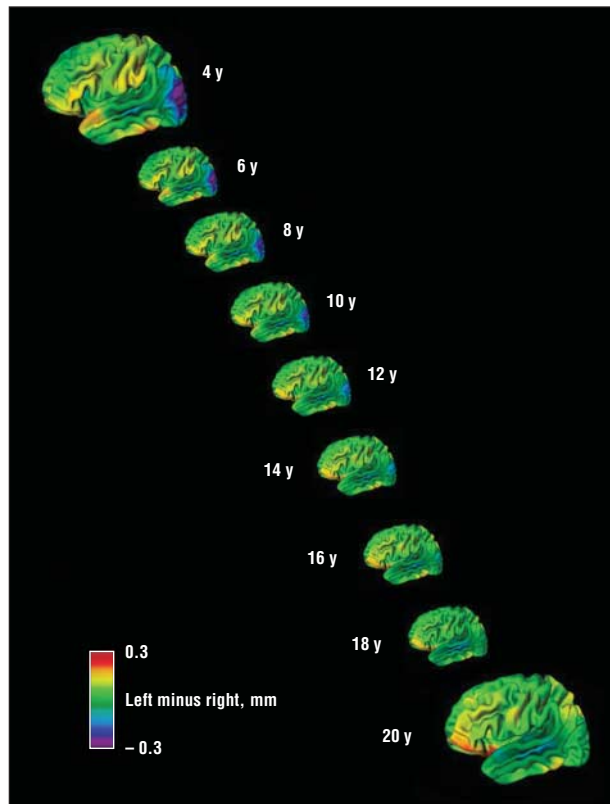 4 y
6 y
8 y
10 y
12 y
14 y
16 y
18 y
20 y
0.3
Left minus right, mm
– 0.3